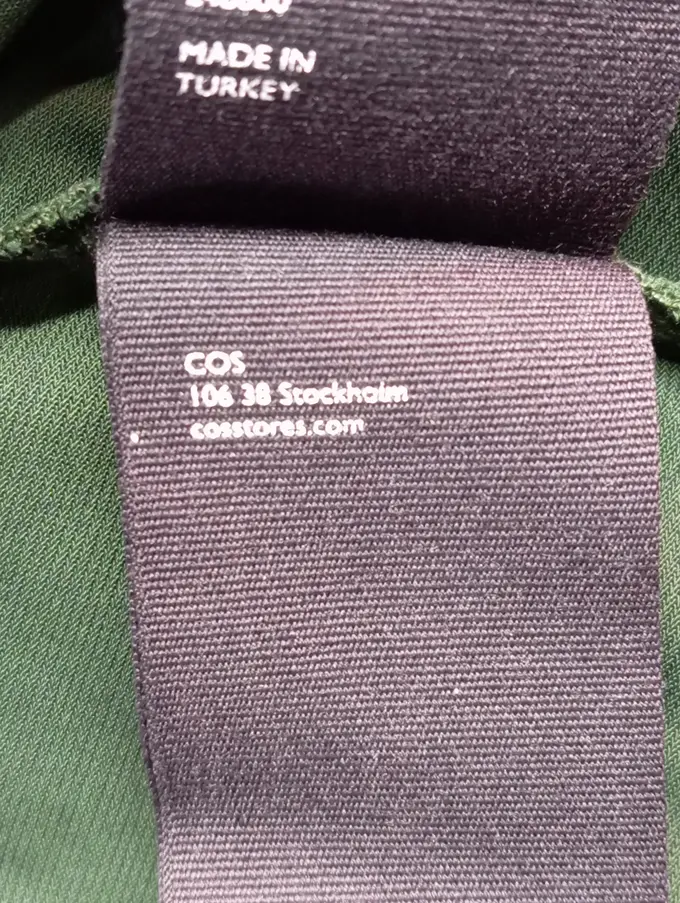 MADE IN
TURKEY
COS
106 38 Stockholm
cosstores.com